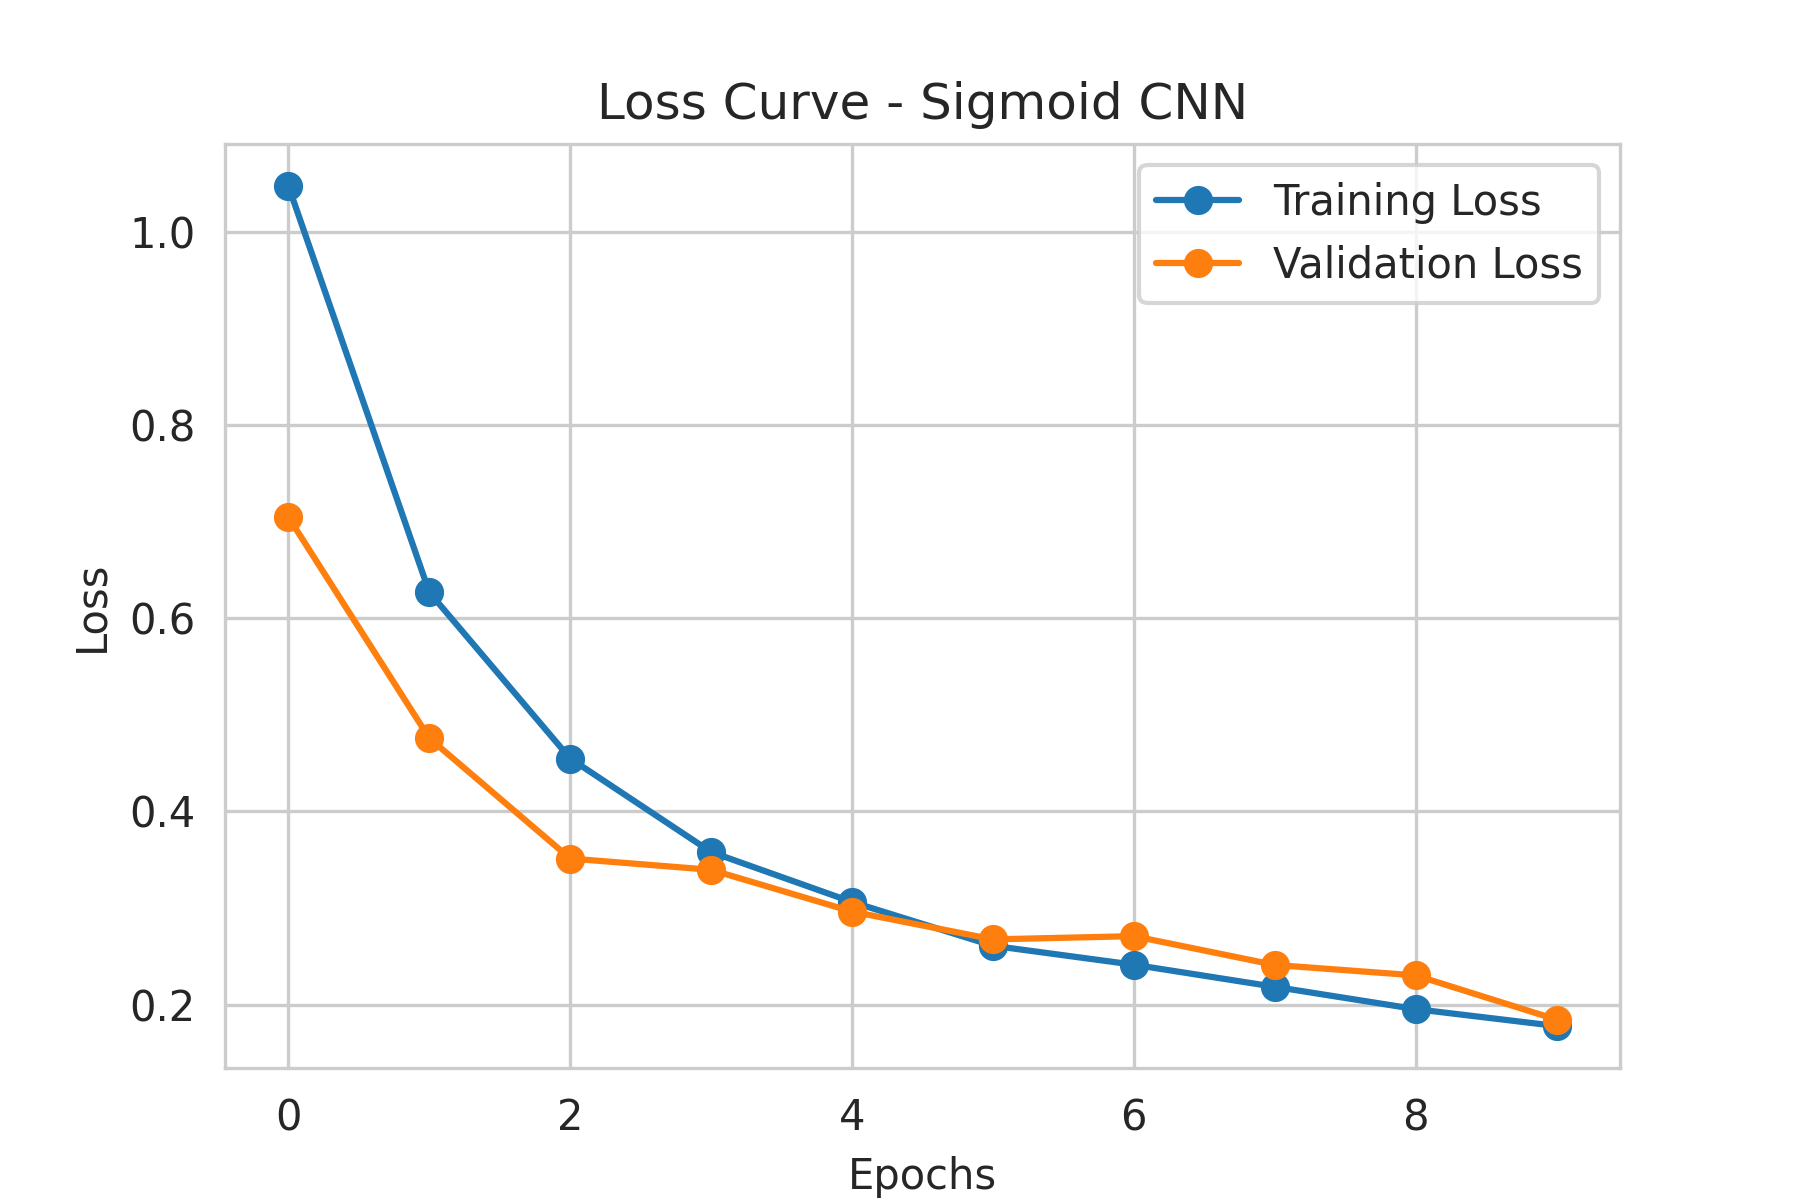 Loss Curve - Sigmoid CNN
Training Loss
Validation Loss
1.0
0.8
0.6
0.4
0.2
Loss
0 2 4 6 8
Epochs